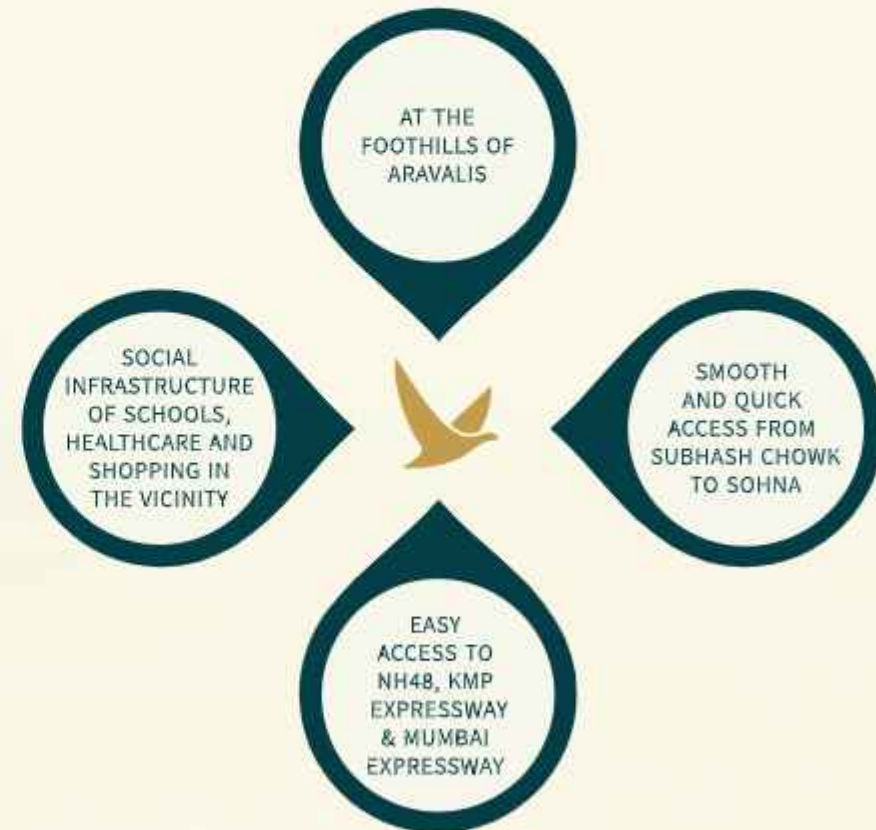 AT THE
FOOTHILLS OF
ARAVALIS
SOCIAL
INFRASTRUCTURE
OF SCHOOLS,
HEALTHCARE AND
SHOPPING IN
THE VICINITY
SMOOTH
AND QUICK
ACCESS FROM
SUBHASH CHOWK
TO SOHNA
EASY
ACCESS TO
NH48, KMP
EXPRESSWAY
& MUMBAI
EXPRESSWAY